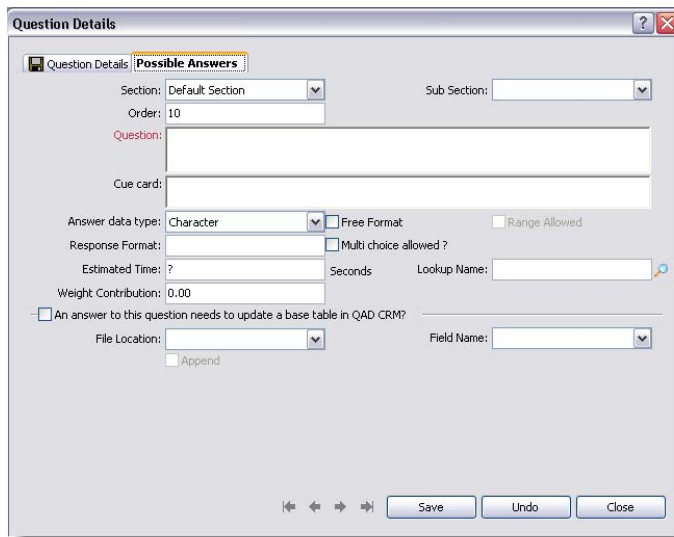 Question Details
Question Details Possible Answers
Section: Default Section Sub Section:
Order: 10
Question:
Cue card:
Answer data type: Character Free Format Range Allowed
Response Format: Multi choice allowed ?
Estimated Time: ? Seconds Lookup Name:
Weight Contribution: 0.00
An answer to this question needs to update a base table in QAD CRM?
File Location: Field Name:
Append
Save Undo Close